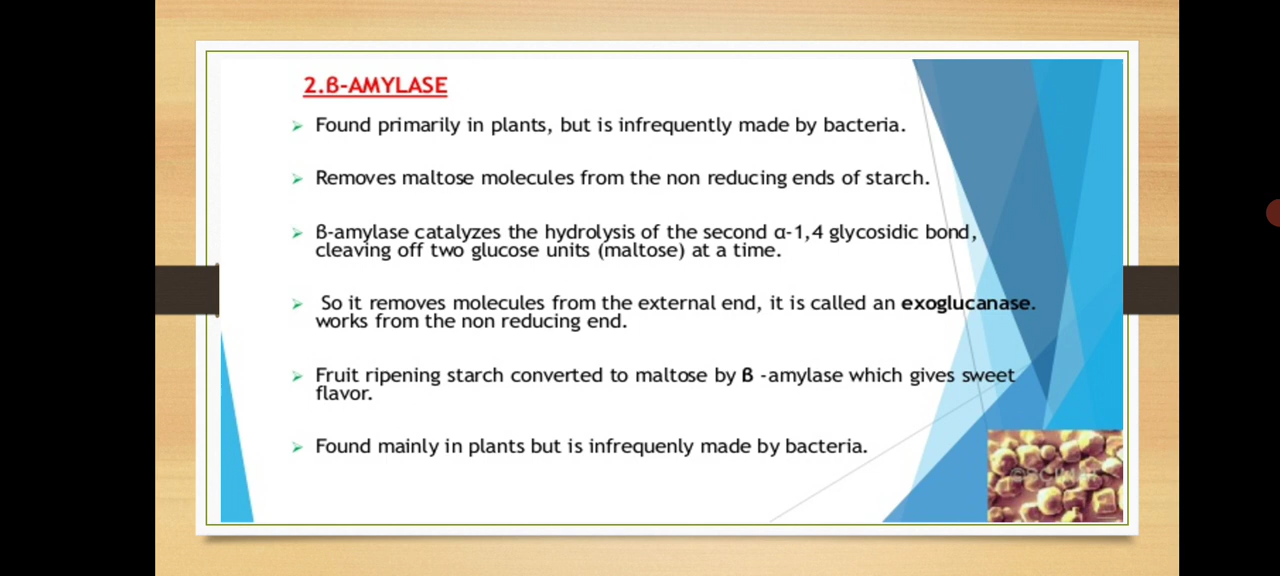 2.ß-AMYLASE
Found primarily in plants, but is infrequently made by bacteria.
Removes maltose molecules from the non reducing ends of starch.
ß-amylase catalyzes the hydrolysis of the second α-1,4 glycosidic bond,
cleaving off two glucose units (maltose) at a time.
So it removes molecules from the external end, it is called an exoglucanase.
works from the non reducing end.
Fruit ripening starch converted to maltose by ß -amylase which gives sweet
flavor.
Found mainly in plants but is infrequenly made by bacteria.